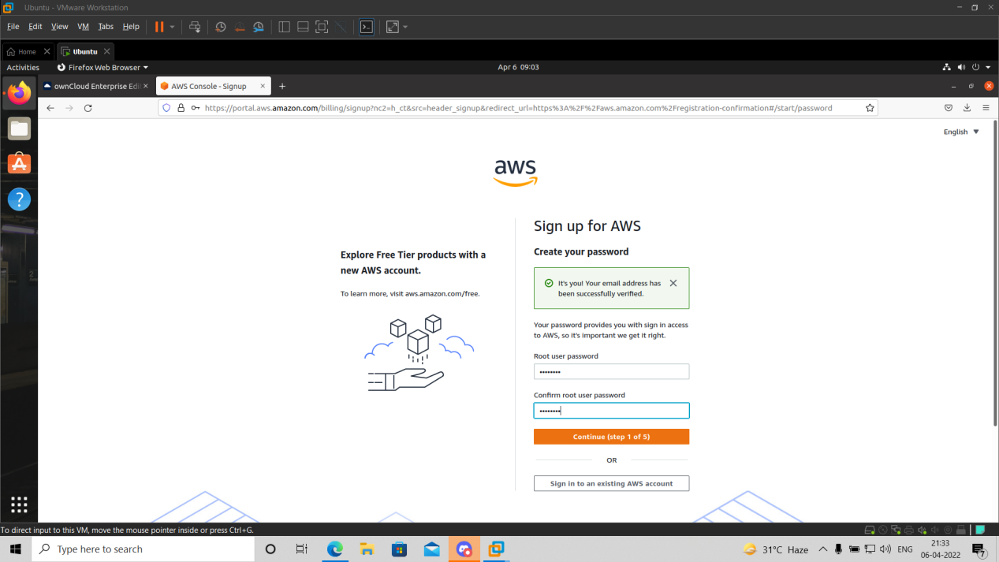 Ubuntu - VMware Workstation
File Edit View VM Tabs Help
Home Ubuntu
Activities Firefox Web Browser Apr 6 09:03
ownCloud Enterprise Edit AWS Console - Signup
https://portal.aws.amazon.com/billing/signup?nc2=h_ct&src=header_signup&redirect_url=https%3A%2F%2Faws.amazon.com%2Fregistration-confirmation#/start/password
English
aws
Explore Free Tier products with a
new AWS account.
To learn more, visit aws.amazon.com/free.
Sign up for AWS
Create your password
It's you! Your email address has
been successfully verified.
Your password provides you with sign in access
to AWS, so it's important we get it right.
Root user password
••••••••
Confirm root user password
••••••••
Continue (step 1 of 5)
OR
Sign in to an existing AWS account
To direct input to this VM, move the mouse pointer inside or press Ctrl+G.
Type here to search
31°C Haze
ENG
21:33
06-04-2022
7